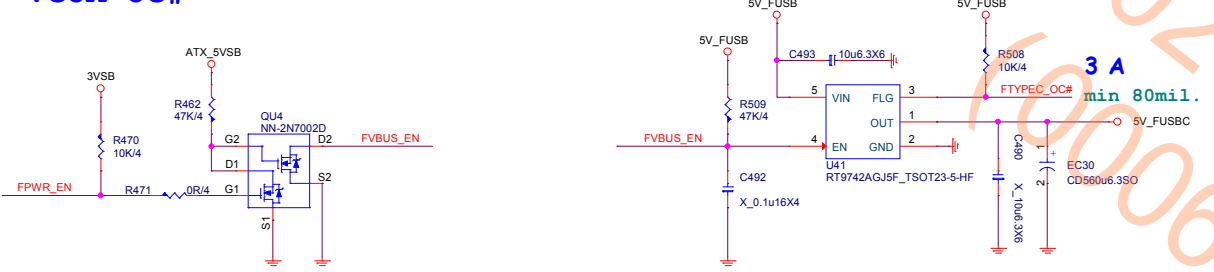 5V_FUSB
5V_FUSB
ATX_5VSB
5V_FUSB
C493
10u6.3X6
R508
10K/4
3 A
3VSB
FTYPEC_OC#
min 80mil.
R462
47K/4
QU4
NN-2N7002D
R509
47K/4
5
VIN
FLG
3
OUT
1
5V_FUSBC
R470
10K/4
G2
D2
FVBUS_EN
FVBUS_EN
4
EN
GND
2
D1
S2
U41
RT9742AGJ5F_TSOT23-5-HF
C490
X_10u6.3X6
1
+
EC30
CD560u6.3SO
2
FPWR_EN
R471
0R/4
G1
S1
C492
X_0.1u16X4